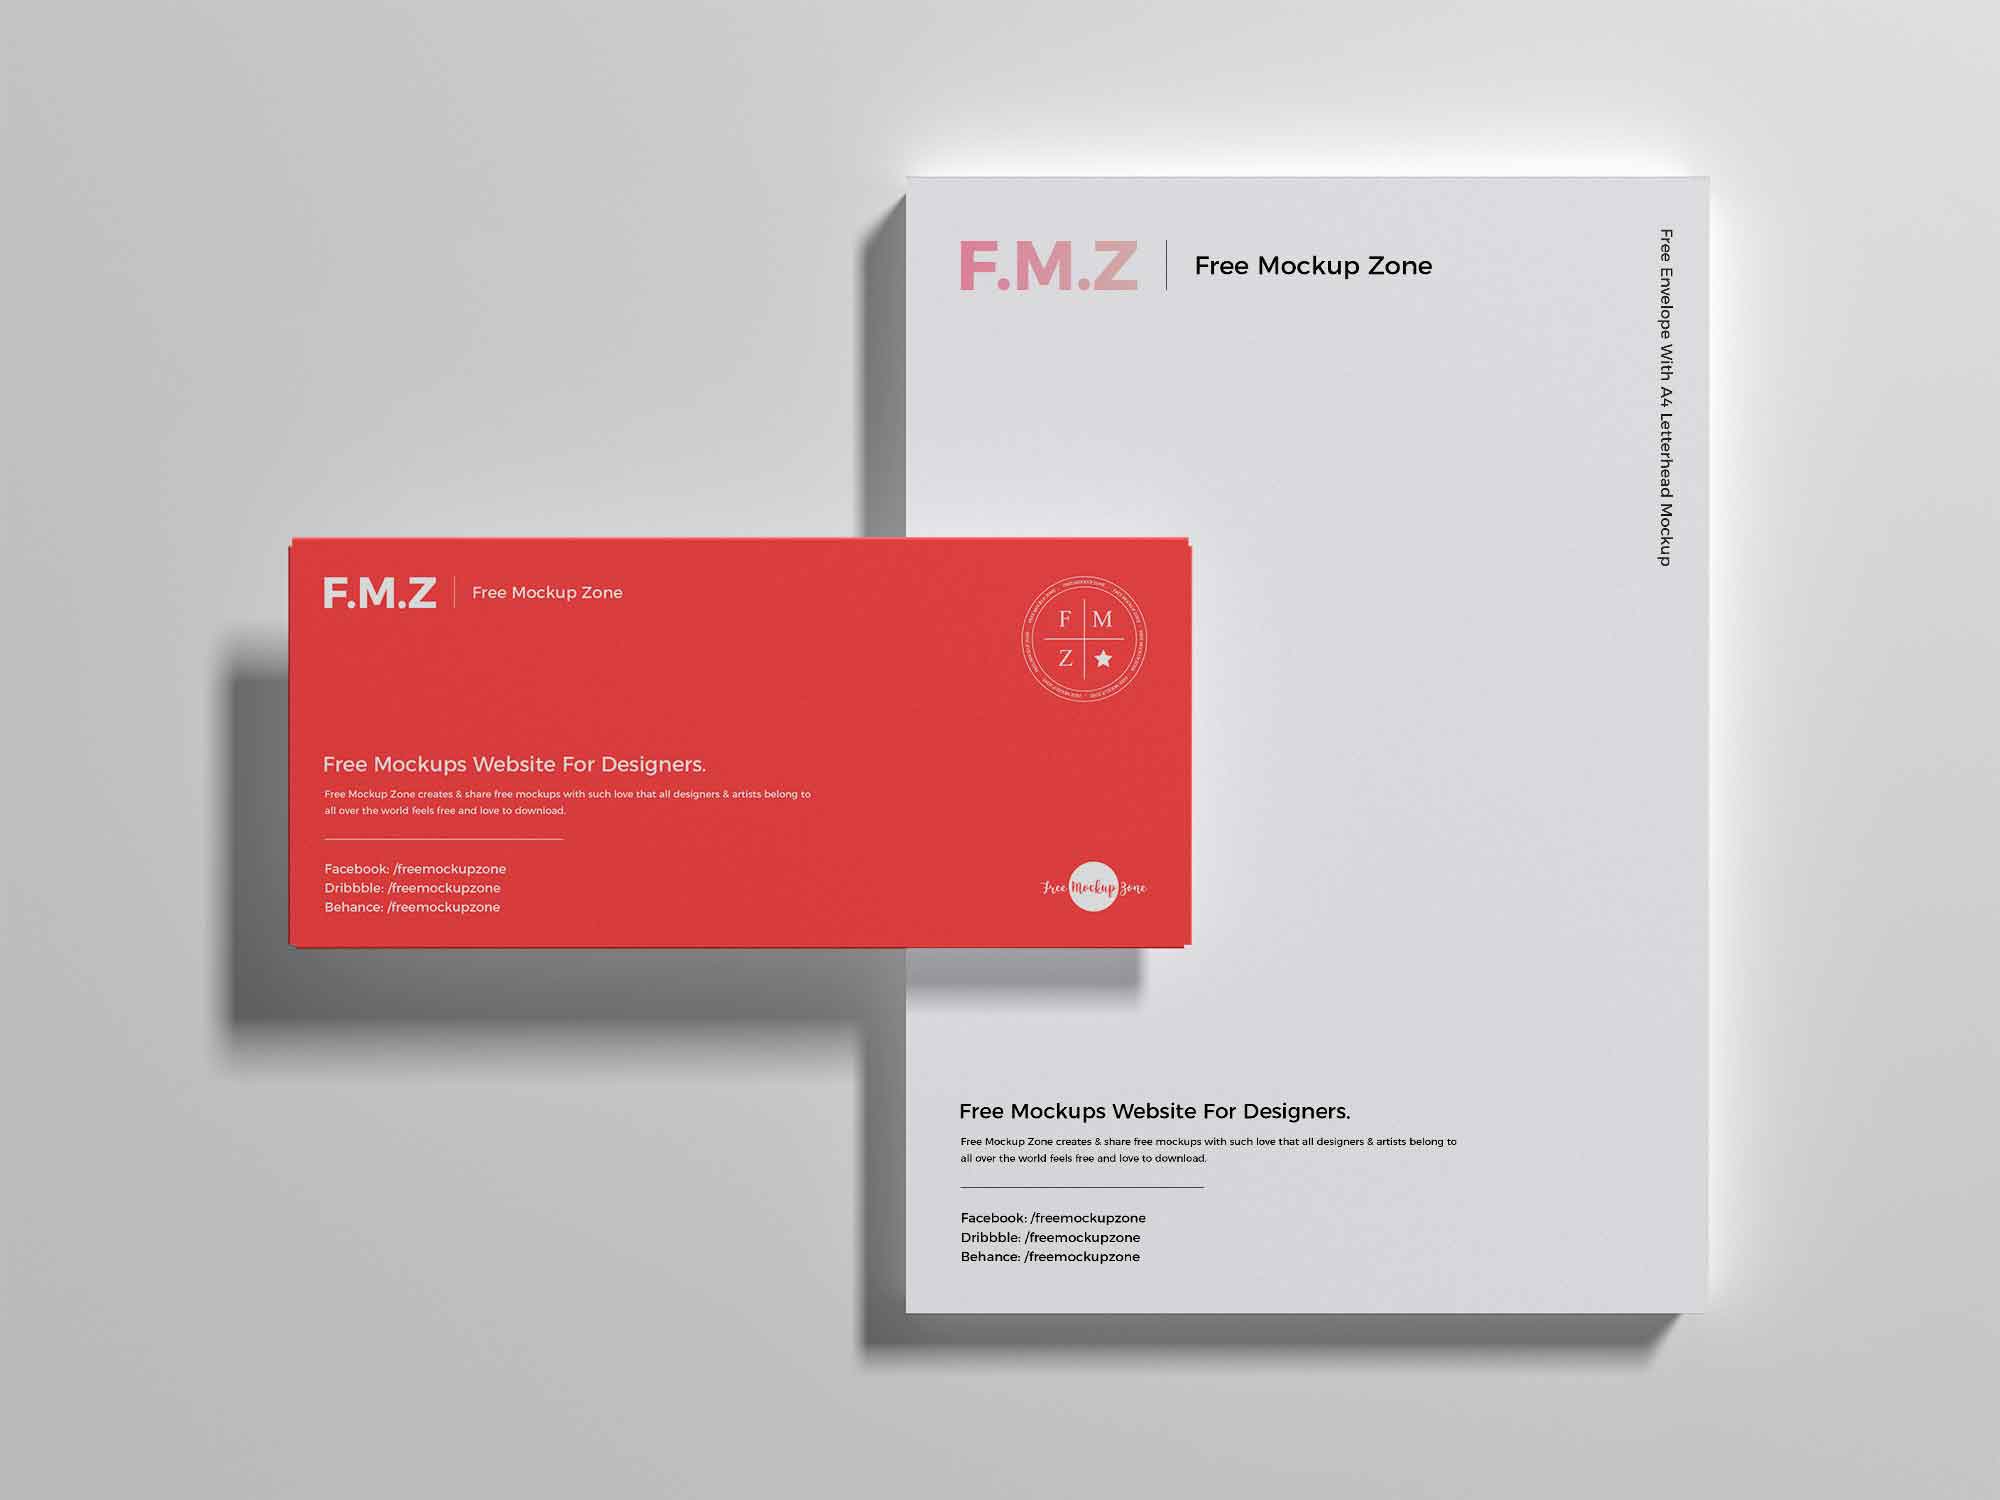 F.M.Z
Free Mockup Zone
Free Envelope With A4 Letterhead Mockup
F.M.Z
Free Mockup Zone
F M
Z
Free Mockups Website For Designers.
Free Mockup Zone creates & share free mockups with such love that all designers & artists belong to
all over the world feels free and love to download.
Facebook: /freemockupzone
Dribbble: /freemockupzone
Behance: /freemockupzone
Free Mockup Zone
Free Mockups Website For Designers.
Free Mockup Zone creates & share free mockups with such love that all designers & artists belong to
all over the world feels free and love to download.
Facebook: /freemockupzone
Dribbble: /freemockupzone
Behance: /freemockupzone